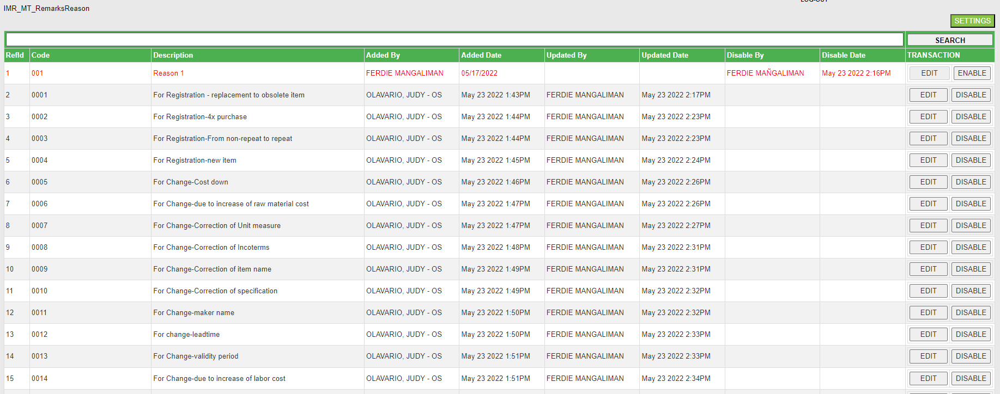 IMR_MT_RemarksReason
SETTINGS
SEARCH
RefId Code Description Added By Added Date Updated By Updated Date Disable By Disable Date TRANSACTION
1 001 Reason 1 FERDIE MANGALIMAN 05/17/2022 FERDIE MAÑGALIMAN May 23 2022 2:16PM EDIT ENABLE
2 0001 For Registration - replacement to obsolete item OLAVARIO, JUDY - OS May 23 2022 1:43PM FERDIE MANGALIMAN May 23 2022 2:17PM EDIT DISABLE
3 0002 For Registration-4x purchase OLAVARIO, JUDY - OS May 23 2022 1:44PM FERDIE MANGALIMAN May 23 2022 2:23PM EDIT DISABLE
4 0003 For Registration-From non-repeat to repeat OLAVARIO, JUDY - OS May 23 2022 1:44PM FERDIE MANGALIMAN May 23 2022 2:23PM EDIT DISABLE
5 0004 For Registration-new item OLAVARIO, JUDY - OS May 23 2022 1:45PM FERDIE MANGALIMAN May 23 2022 2:24PM EDIT DISABLE
6 0005 For Change-Cost down OLAVARIO, JUDY - OS May 23 2022 1:46PM FERDIE MANGALIMAN May 23 2022 2:26PM EDIT DISABLE
7 0006 For Change-due to increase of raw material cost OLAVARIO, JUDY - OS May 23 2022 1:47PM FERDIE MANGALIMAN May 23 2022 2:26PM EDIT DISABLE
8 0007 For Change-Correction of Unit measure OLAVARIO, JUDY - OS May 23 2022 1:47PM FERDIE MANGALIMAN May 23 2022 2:27PM EDIT DISABLE
9 0008 For Change-Correction of Incoterms OLAVARIO, JUDY - OS May 23 2022 1:48PM FERDIE MANGALIMAN May 23 2022 2:31PM EDIT DISABLE
10 0009 For Change-Correction of item name OLAVARIO, JUDY - OS May 23 2022 1:49PM FERDIE MANGALIMAN May 23 2022 2:31PM EDIT DISABLE
11 0010 For Change-Correction of specification OLAVARIO, JUDY - OS May 23 2022 1:49PM FERDIE MANGALIMAN May 23 2022 2:32PM EDIT DISABLE
12 0011 For Change-maker name OLAVARIO, JUDY - OS May 23 2022 1:50PM FERDIE MANGALIMAN May 23 2022 2:32PM EDIT DISABLE
13 0012 For change-leadtime OLAVARIO, JUDY - OS May 23 2022 1:50PM FERDIE MANGALIMAN May 23 2022 2:33PM EDIT DISABLE
14 0013 For Change-validity period OLAVARIO, JUDY - OS May 23 2022 1:51PM FERDIE MANGALIMAN May 23 2022 2:33PM EDIT DISABLE
15 0014 For Change-due to increase of labor cost OLAVARIO, JUDY - OS May 23 2022 1:51PM FERDIE MANGALIMAN May 23 2022 2:34PM EDIT DISABLE